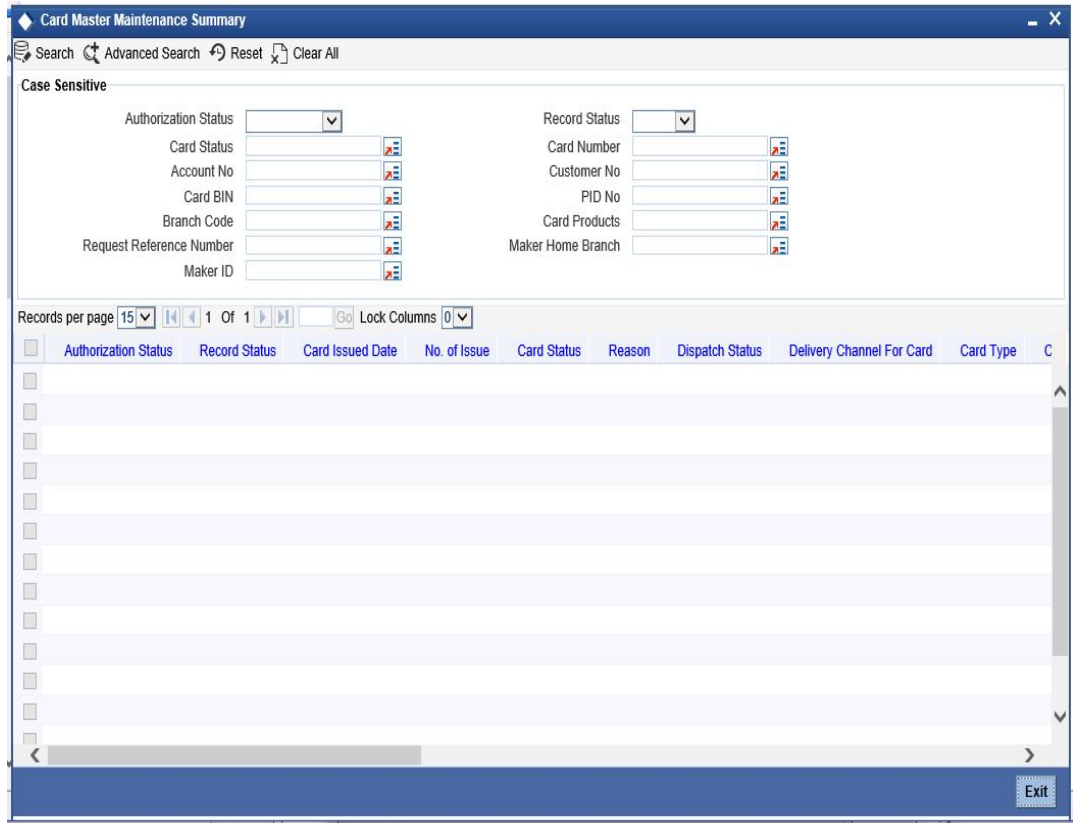 Card Master Maintenance Summary
Search Advanced Search Reset Clear All
Case Sensitive
Authorization Status Record Status
Card Status Card Number
Account No Customer No
Card BIN PID No
Branch Code Card Products
Request Reference Number Maker Home Branch
Maker ID
Records per page 15 1 Of 1 Go Lock Columns 0
Authorization Status Record Status Card Issued Date No. of Issue Card Status Reason Dispatch Status Delivery Channel For Card Card Type
Exit